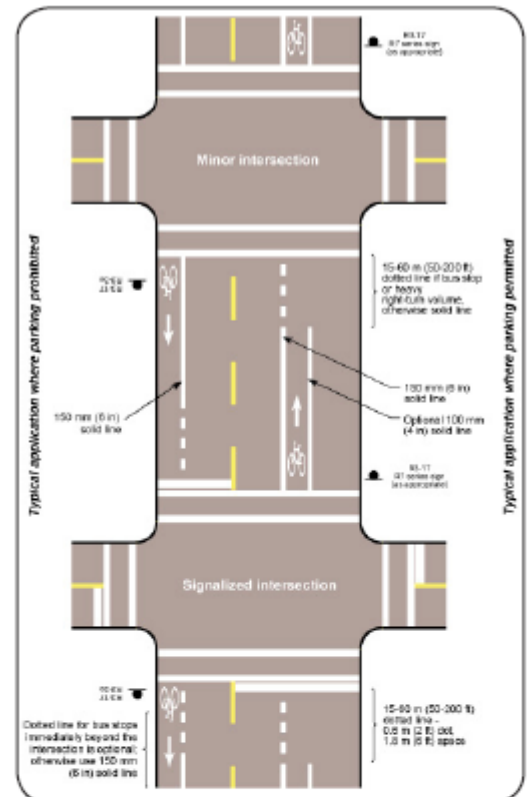 R3-17
R7 series sign
(as appropriate)
Minor intersection
Typical application where parking prohibited
Typical application where parking permitted
R3-17
R3-17
15-60 m (50-200 ft)
dotted line if bus stop
or heavy
right-turn volume,
otherwise solid line
150 mm (6 in)
solid line
150 mm (6 in)
solid line
Optional 100 mm
(4 in) solid line
R3-17
R7 series sign
(as appropriate)
Signalized intersection
Dotted line for bus stops
immediately beyond the
intersection is optional;
otherwise use 150 mm
(6 in) solid line
15-60 m (50-200 ft)
dotted line -
0.6 m (2 ft) dot,
1.8 m (6 ft) space